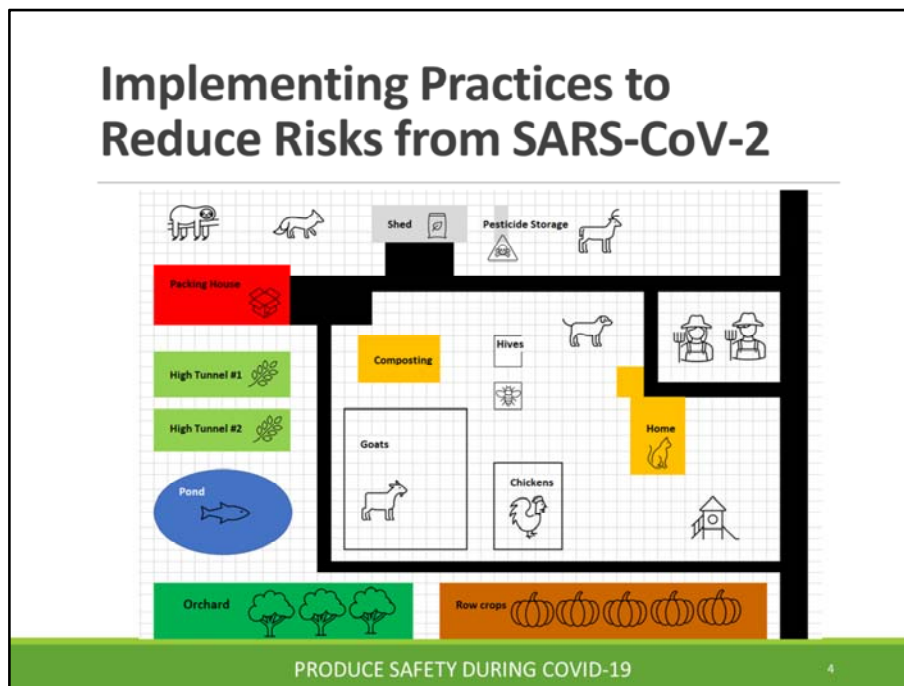 Implementing Practices to
Reduce Risks from SARS-CoV-2
Shed
Pesticide Storage
Packing House
Hives
Composting
High Tunnel #1
High Tunnel #2
Home
Goats
Pond
Chickens
Orchard
Row crops
PRODUCE SAFETY DURING COVID-19
4